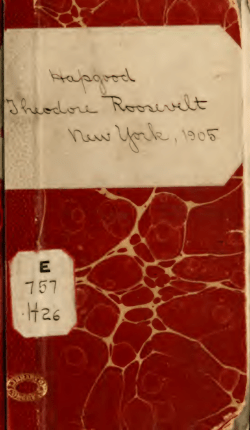 Hapgood
Theodore Roosevelt
New York, 1905
E
757
.H26